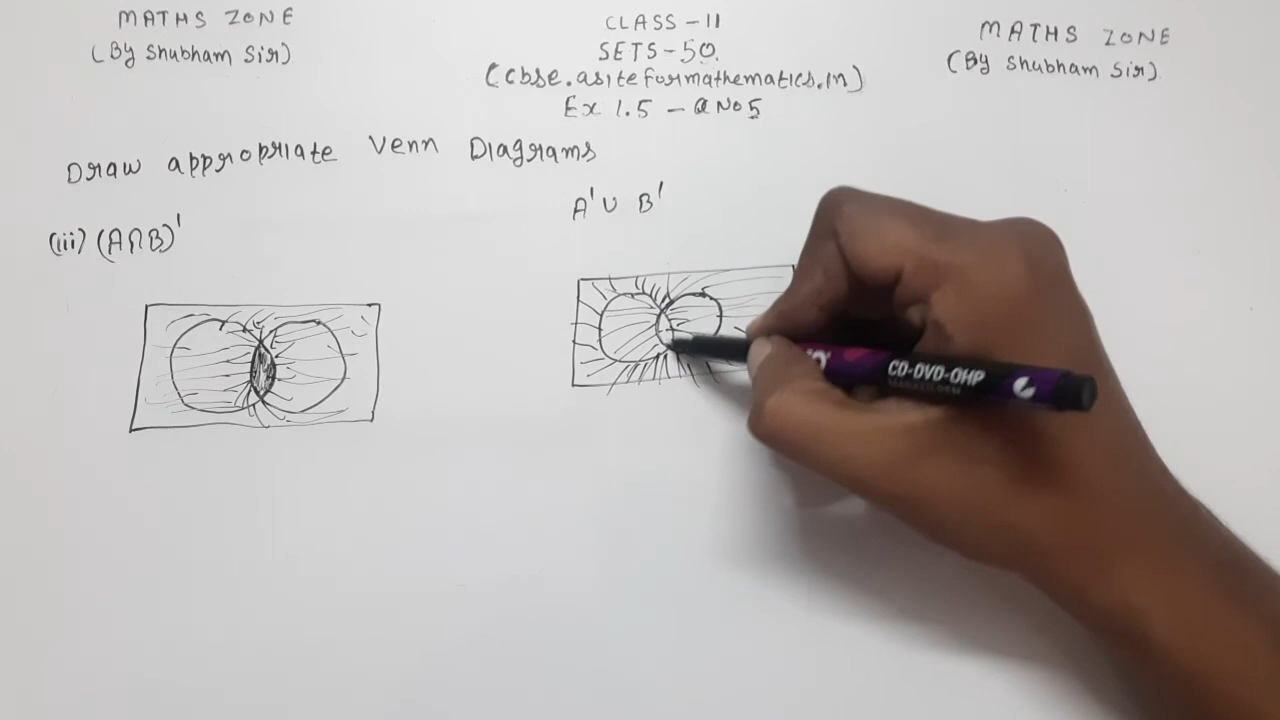 MATHS ZONE
(By Shubham Sir)
CLASS - 11
SETS - 50.
(cbse.asiteformathematics.in)
Ex 1.5 - Q No 5
MATHS ZONE
(By Shubham Sir)
Draw appropriate Venn Diagrams
(iii) (A∩B)'
A' ∪ B'
CD-DVD-OHP